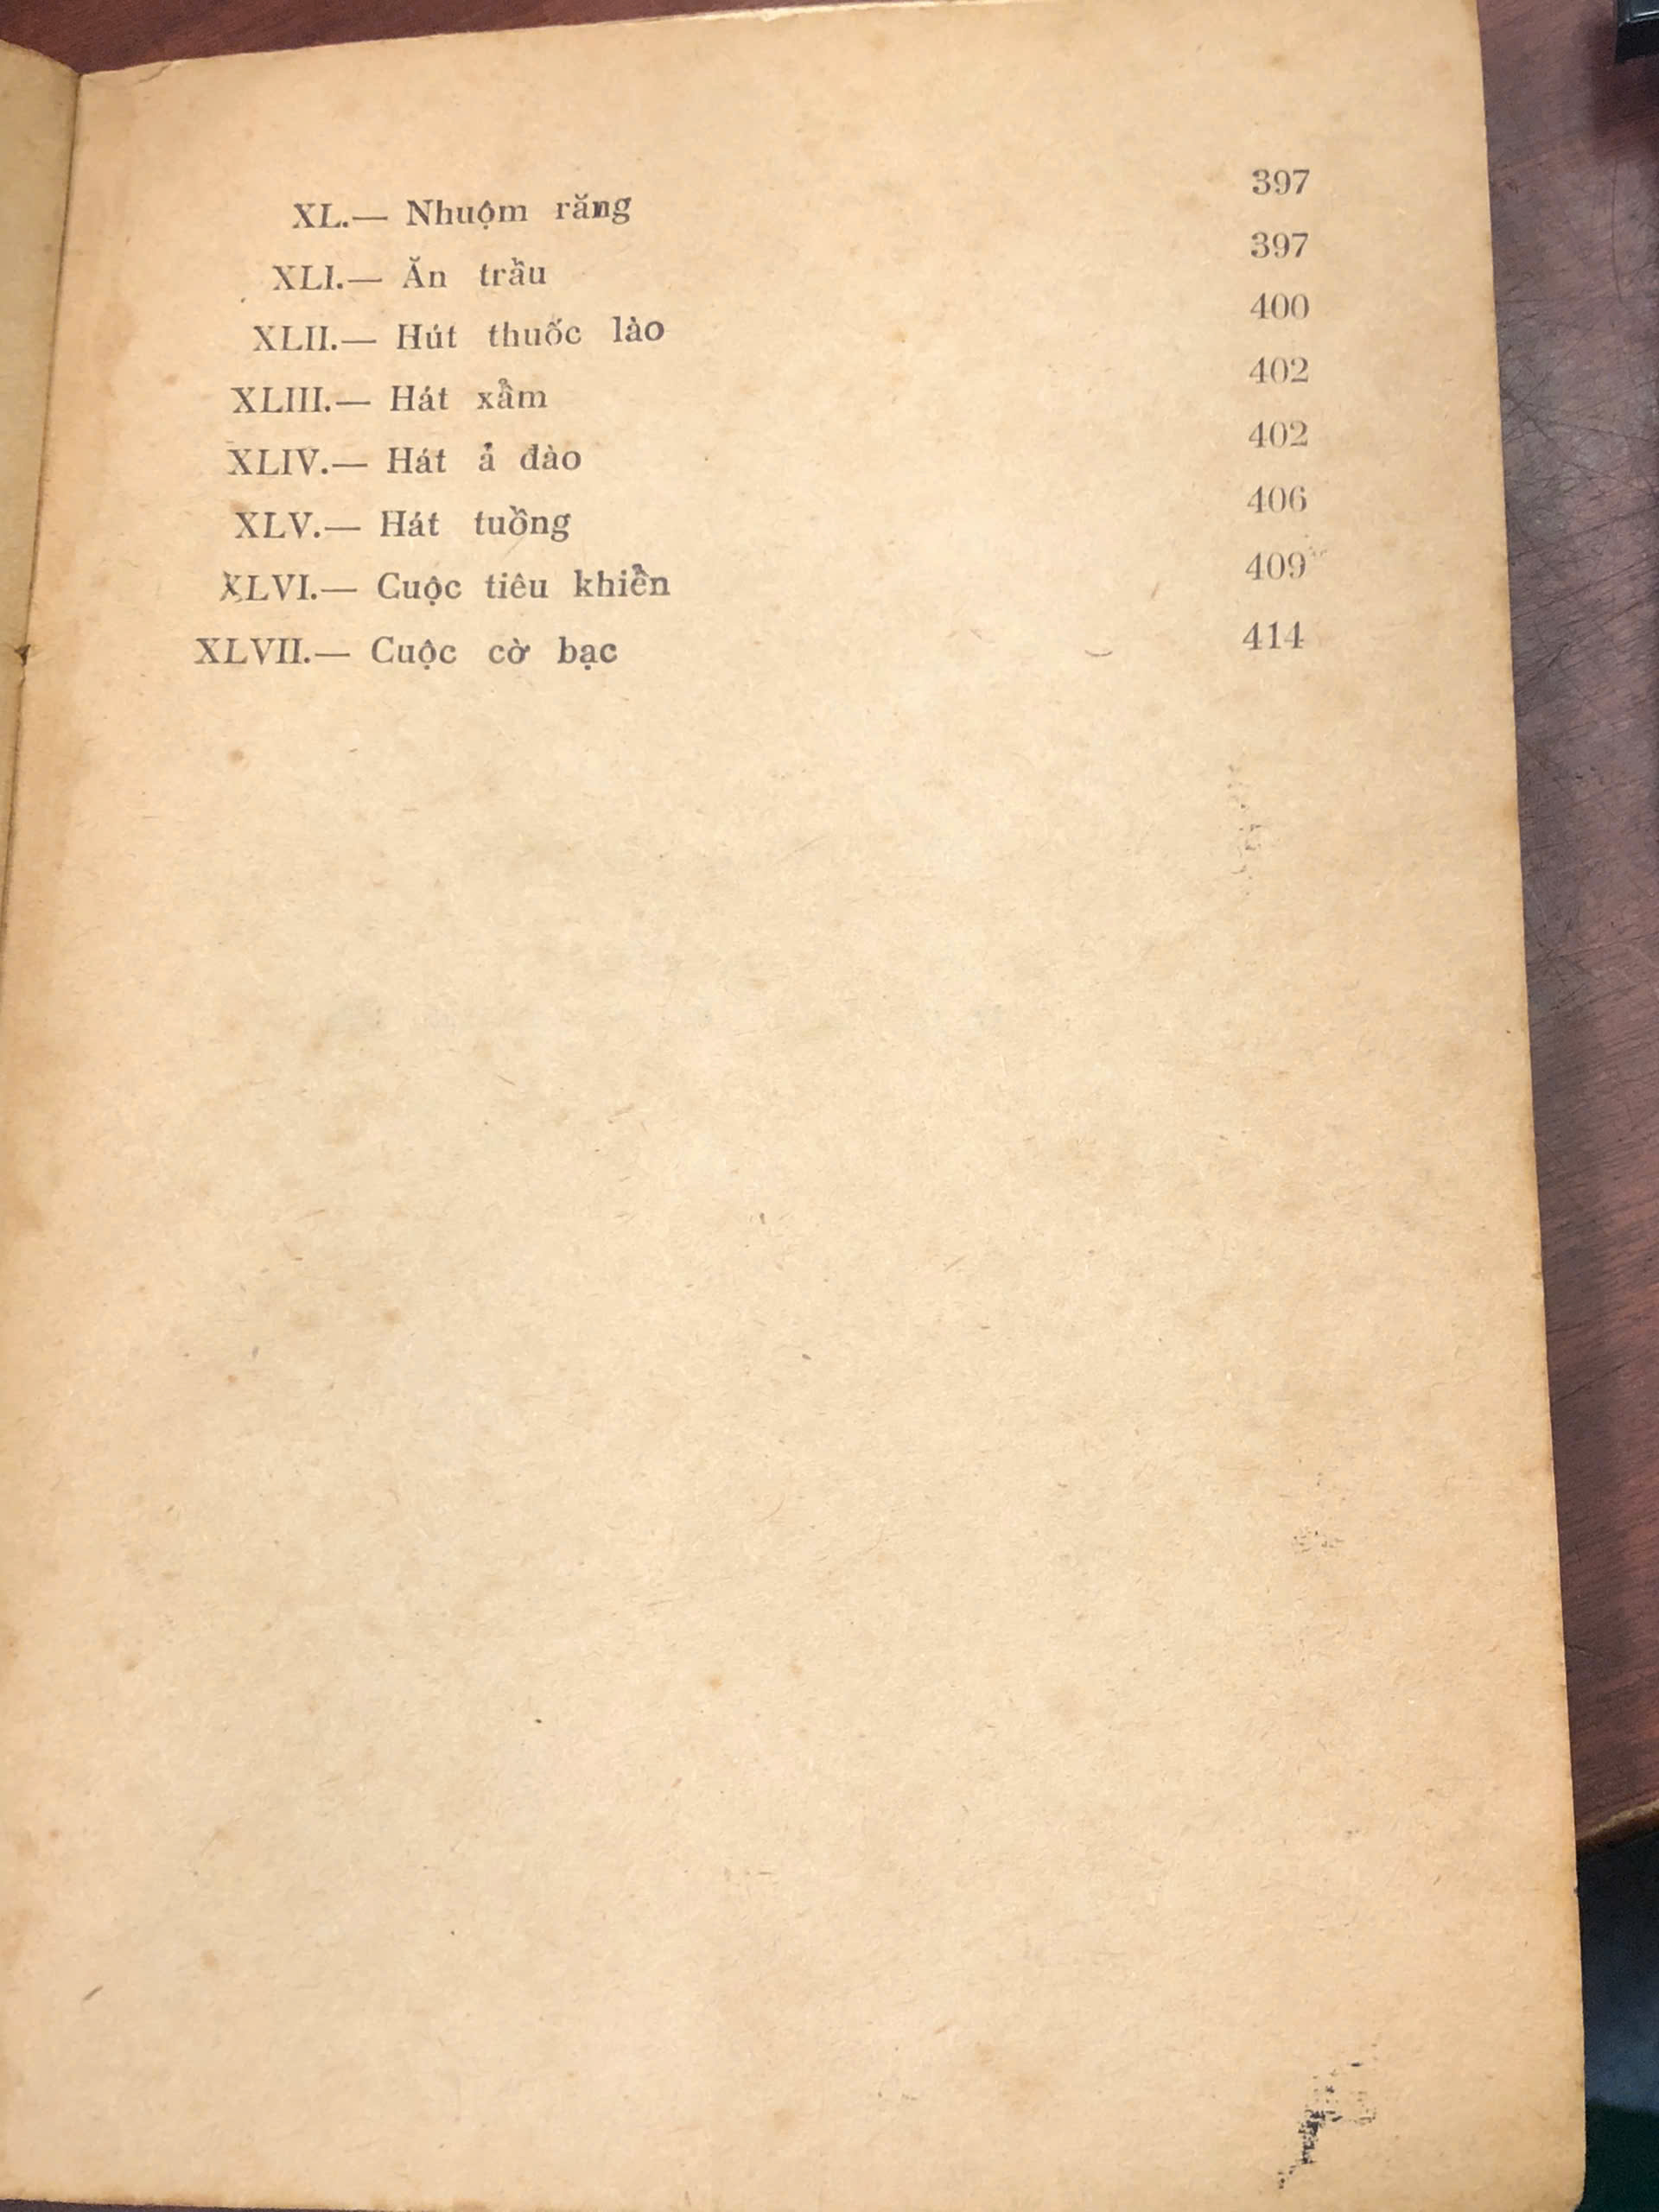 XL.— Nhuộm răng 397
XLI.— Ăn trầu 397
XLII.— Hút thuốc lào 400
XLIII.— Hát xẩm 402
XLIV.— Hát ả đào 402
XLV.— Hát tuồng 406
XLVI.— Cuộc tiêu khiển 409
XLVII.— Cuộc cờ bạc 414